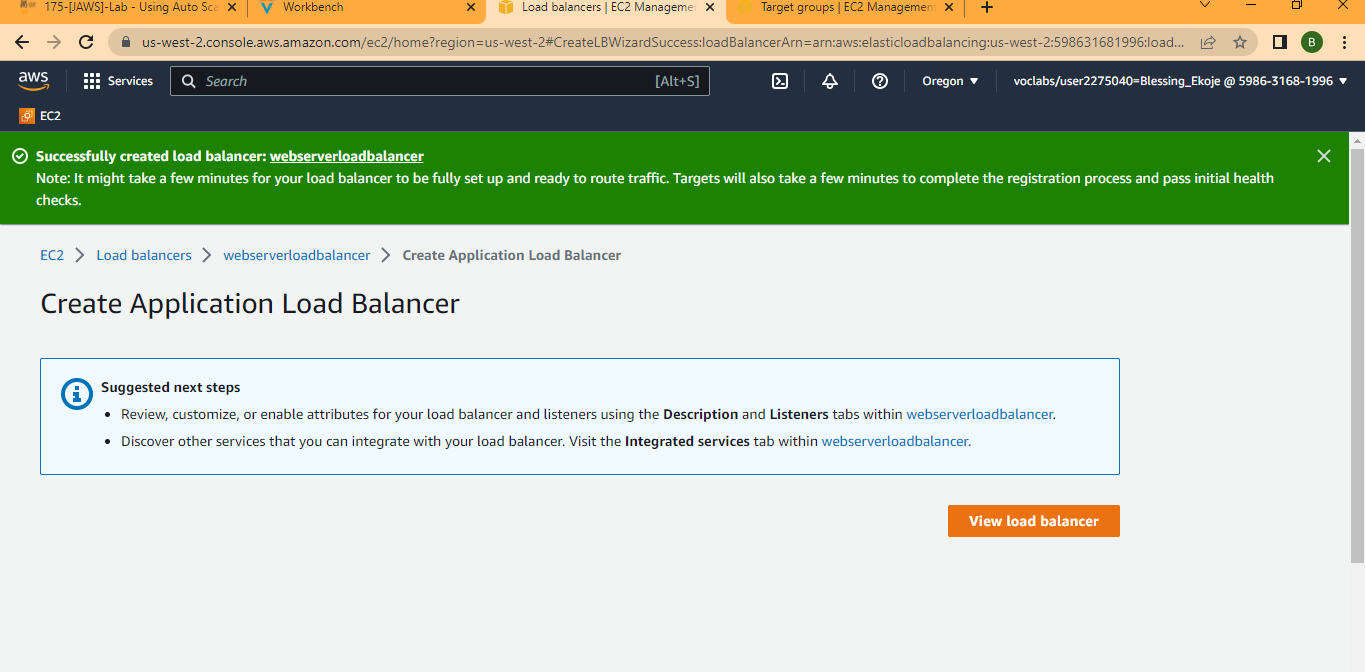 175-[JAWS]-Lab - Using Auto Sca
Workbench
Load balancers | EC2 Managemen
Target groups | EC2 Management
us-west-2.console.aws.amazon.com/ec2/home?region=us-west-2#CreateLBWizardSuccess:loadBalancerArn=arn:aws:elasticloadbalancing:us-west-2:598631681996:load...
B
aws
Services
Search
[Alt+S]
Oregon
voclabs/user2275040=Blessing_Ekoje @ 5986-3168-1996
EC2
Successfully created load balancer: webserverloadbalancer
Note: It might take a few minutes for your load balancer to be fully set up and ready to route traffic. Targets will also take a few minutes to complete the registration process and pass initial health
checks.
EC2 > Load balancers > webserverloadbalancer > Create Application Load Balancer
Create Application Load Balancer
Suggested next steps
• Review, customize, or enable attributes for your load balancer and listeners using the Description and Listeners tabs within webserverloadbalancer.
• Discover other services that you can integrate with your load balancer. Visit the Integrated services tab within webserverloadbalancer.
View load balancer